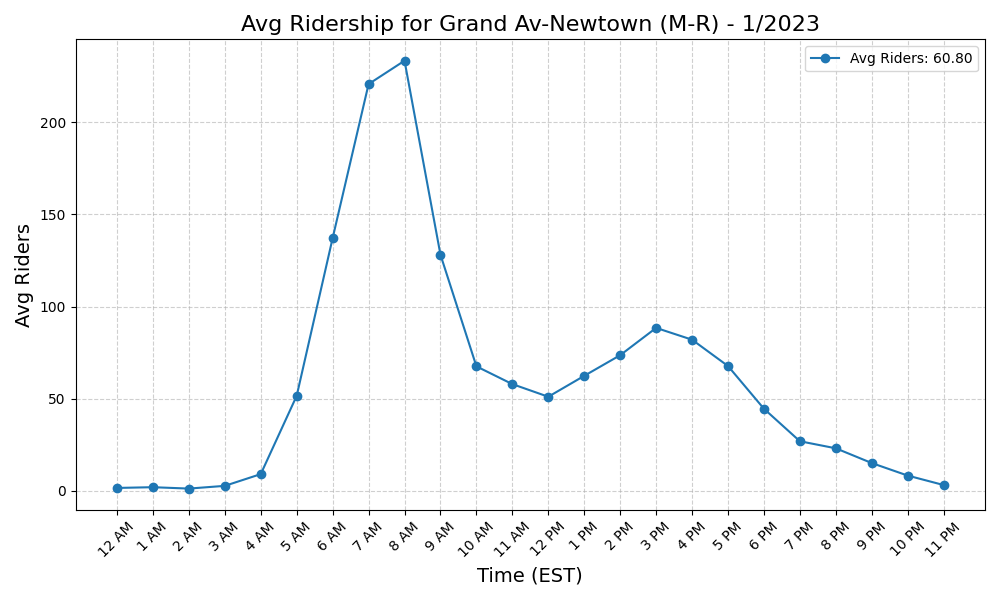 Avg Ridership for Grand Av-Newtown (M-R) - 1/2023
Avg Riders: 60.80
Avg Riders
200
150
100
50
0
12 AM
1 AM
2 AM
3 AM
4 AM
5 AM
6 AM
7 AM
8 AM
9 AM
10 AM
11 AM
12 PM
1 PM
2 PM
3 PM
4 PM
5 PM
6 PM
7 PM
8 PM
9 PM
10 PM
11 PM
Time (EST)